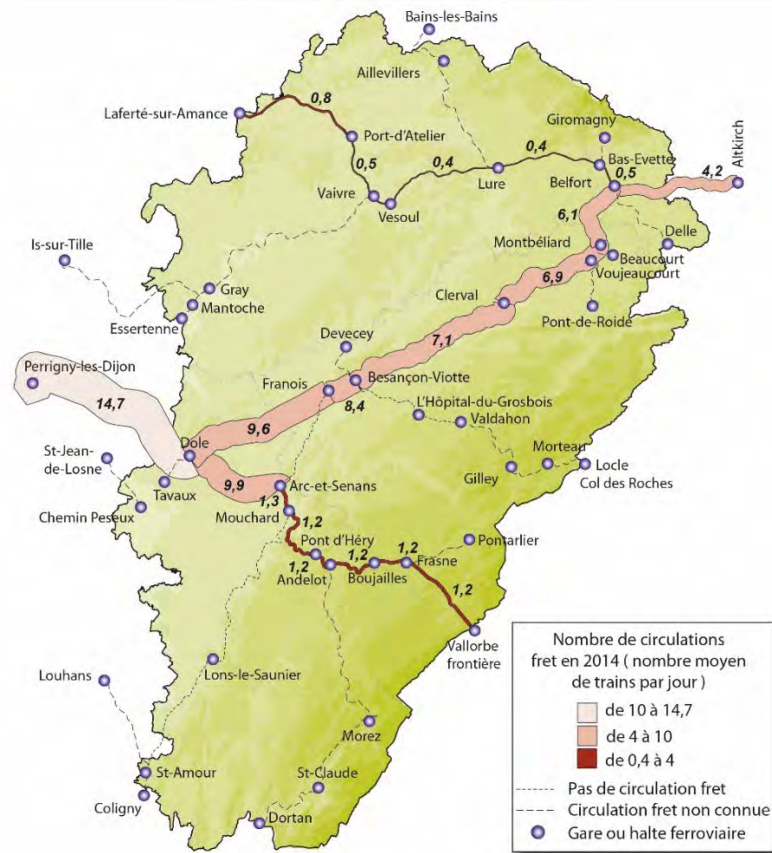 Bains-les-Bains
Aillevillers
0,8
Laferté-sur-Amance
Giromagny
Port-d'Atelier
0,4
Bas-Evette
Altkirch
0,5
0,4
Lure
0,5
4,2
Vaivre
Belfort
Vesoul
6,1
Is-sur-Tille
Montbéliard
Delle
Gray
Beaucourt
Mantoche
6,9
Voujeaucourt
Clerval
Essertenne
Pont-de-Roide
Devecey
7,1
Perrigny-les-Dijon
Franois
Besançon-Viotte
14,7
8,4
L'Hôpital-du-Grosbois
Valdahon
9,6
St-Jean-
de-Losne
Dole
Morteau
Gilley
Locle
Col des Roches
9,9
Arc-et-Senans
Tavaux
1,3
Chemin Peseux
Mouchard
1,2
Pont d'Héry
1,2
1,2
Frasne
Pontarlier
1,2
Andelot
Boujailles
1,2
Vallorbe
frontière
Louhans
Lons-le-Saunier
Morez
St-Amour
St-Claude
Coligny
Dortan
Nombre de circulations
fret en 2014 ( nombre moyen
de trains par jour )
de 10 à 14,7
de 4 à 10
de 0,4 à 4
Pas de circulation fret
Circulation fret non connue
Gare ou halte ferroviaire